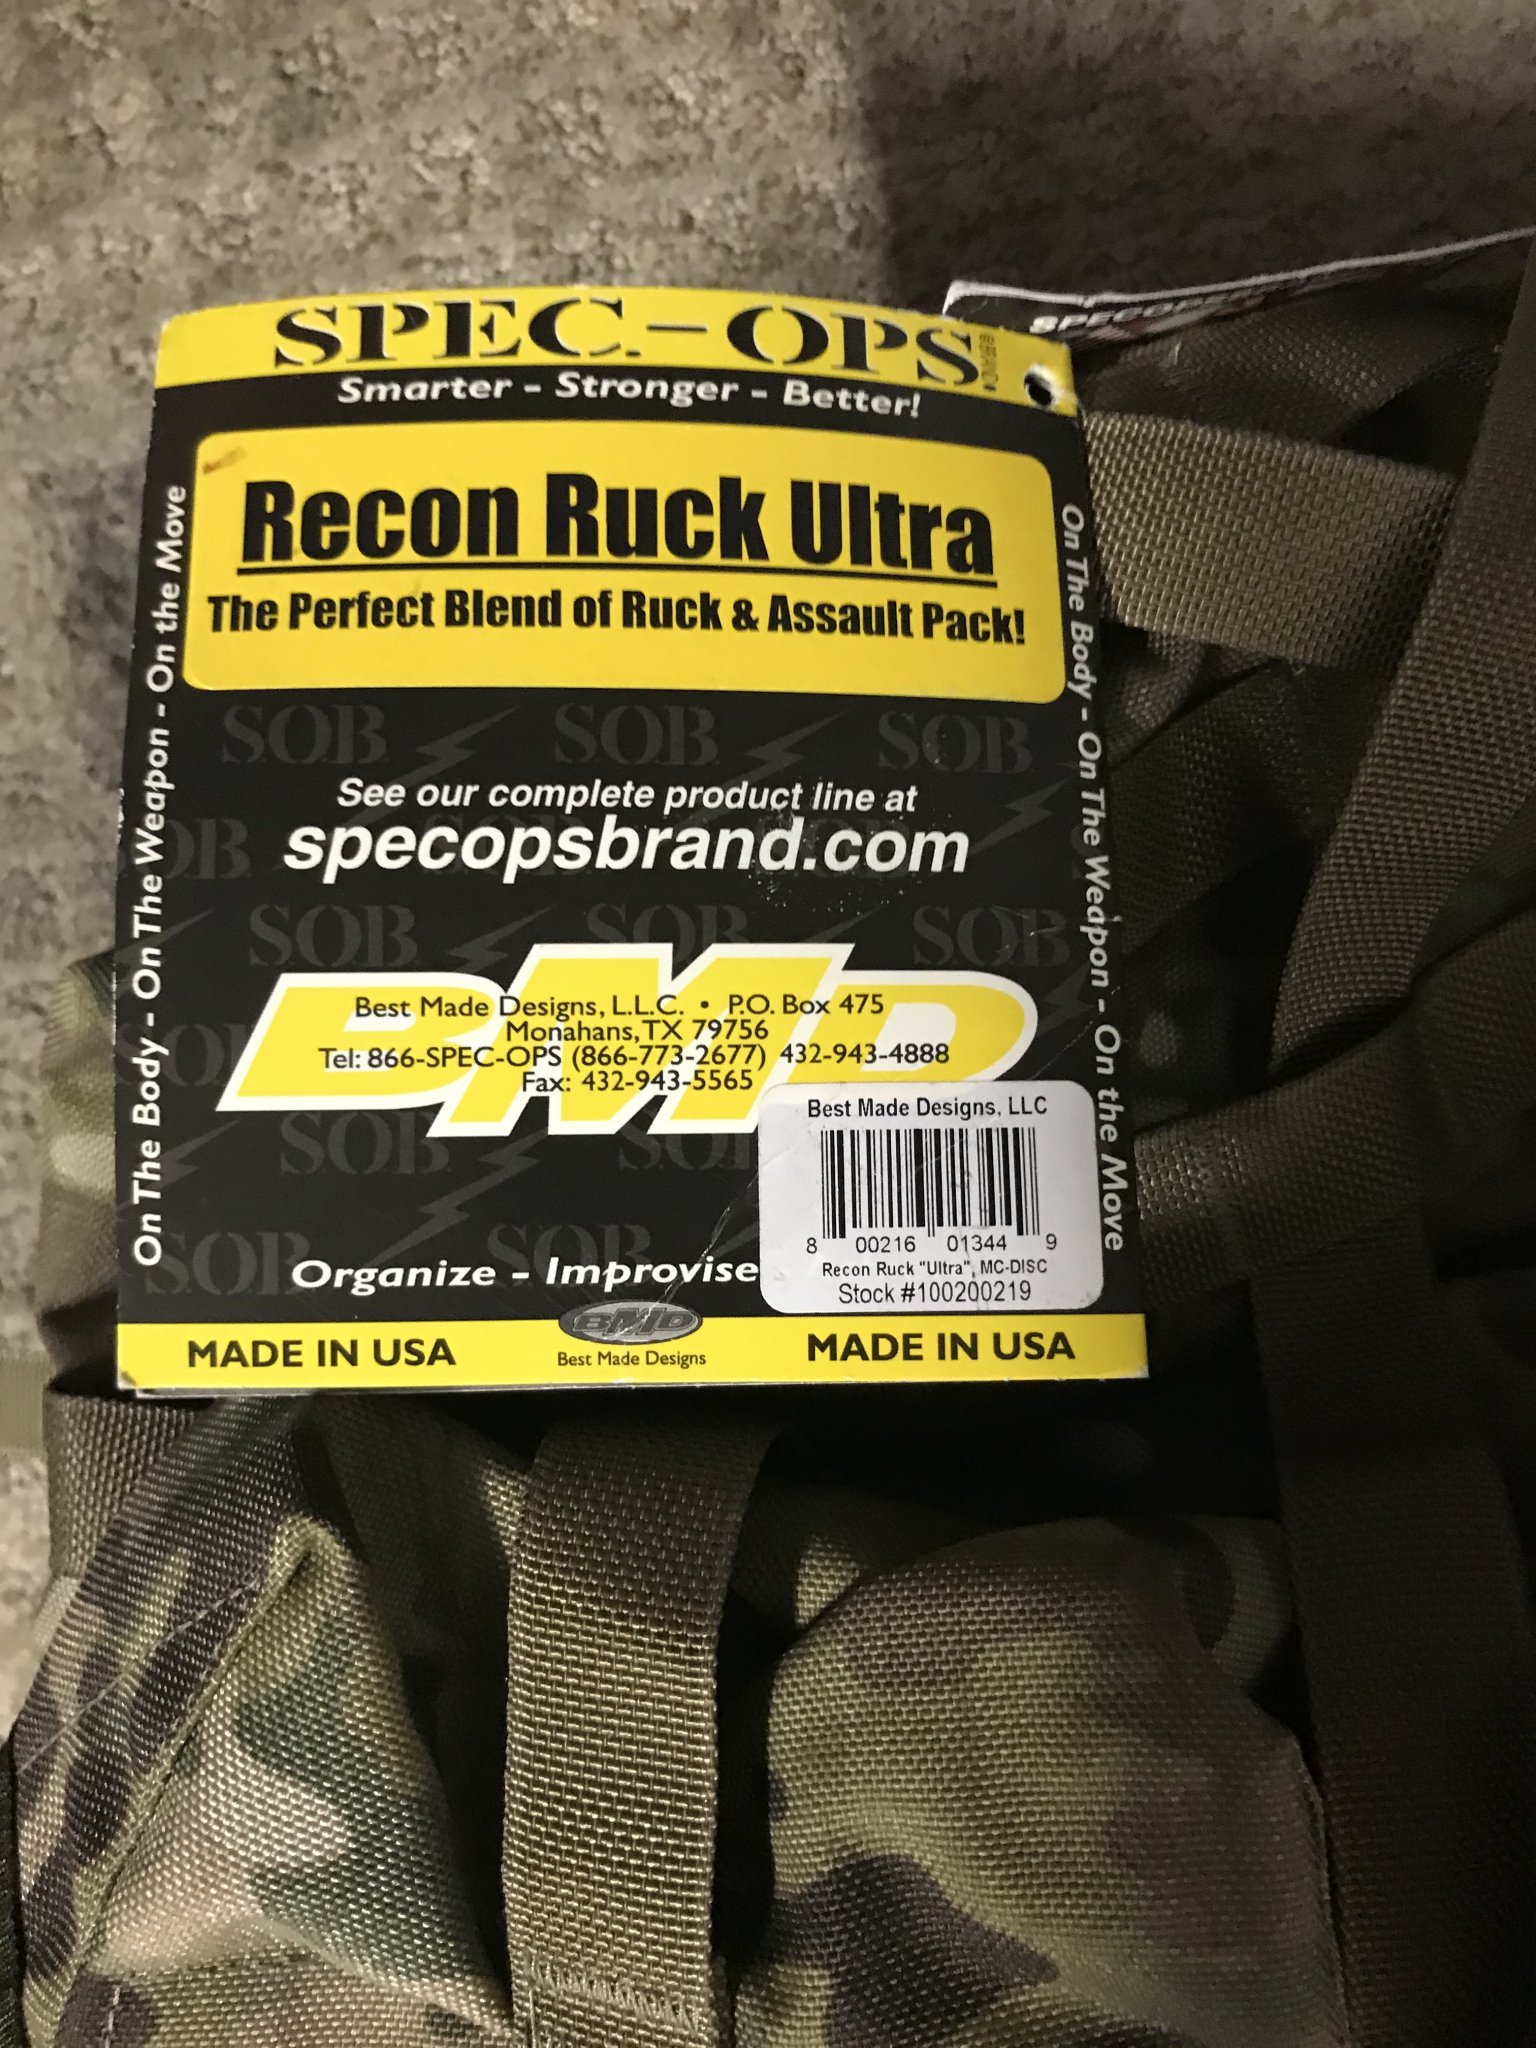 SPEC.-OPS
BRAND
Smarter - Stronger - Better!
Recon Ruck Ultra
The Perfect Blend of Ruck & Assault Pack!
On The Body - On The Weapon - On the Move
On The Body - On The Weapon - On the Move
S.O.B. S.O.B. S.O.B.
See our complete product line at
specopsbrand.com
S.O.B. S.O.B. S.O.B.
BMD
Best Made Designs, L.L.C. • P.O. Box 475
Monahans, TX 79756
Tel: 866-SPEC-OPS (866-773-2677) 432-943-4888
Fax: 432-943-5565
S.O.B.
S.O.B. S.O.B.
Best Made Designs, LLC
8 00216 01344 9
Recon Ruck "Ultra", MC-DISC
Stock #100200219
Organize - Improvise
MADE IN USA
BMD
Best Made Designs
MADE IN USA